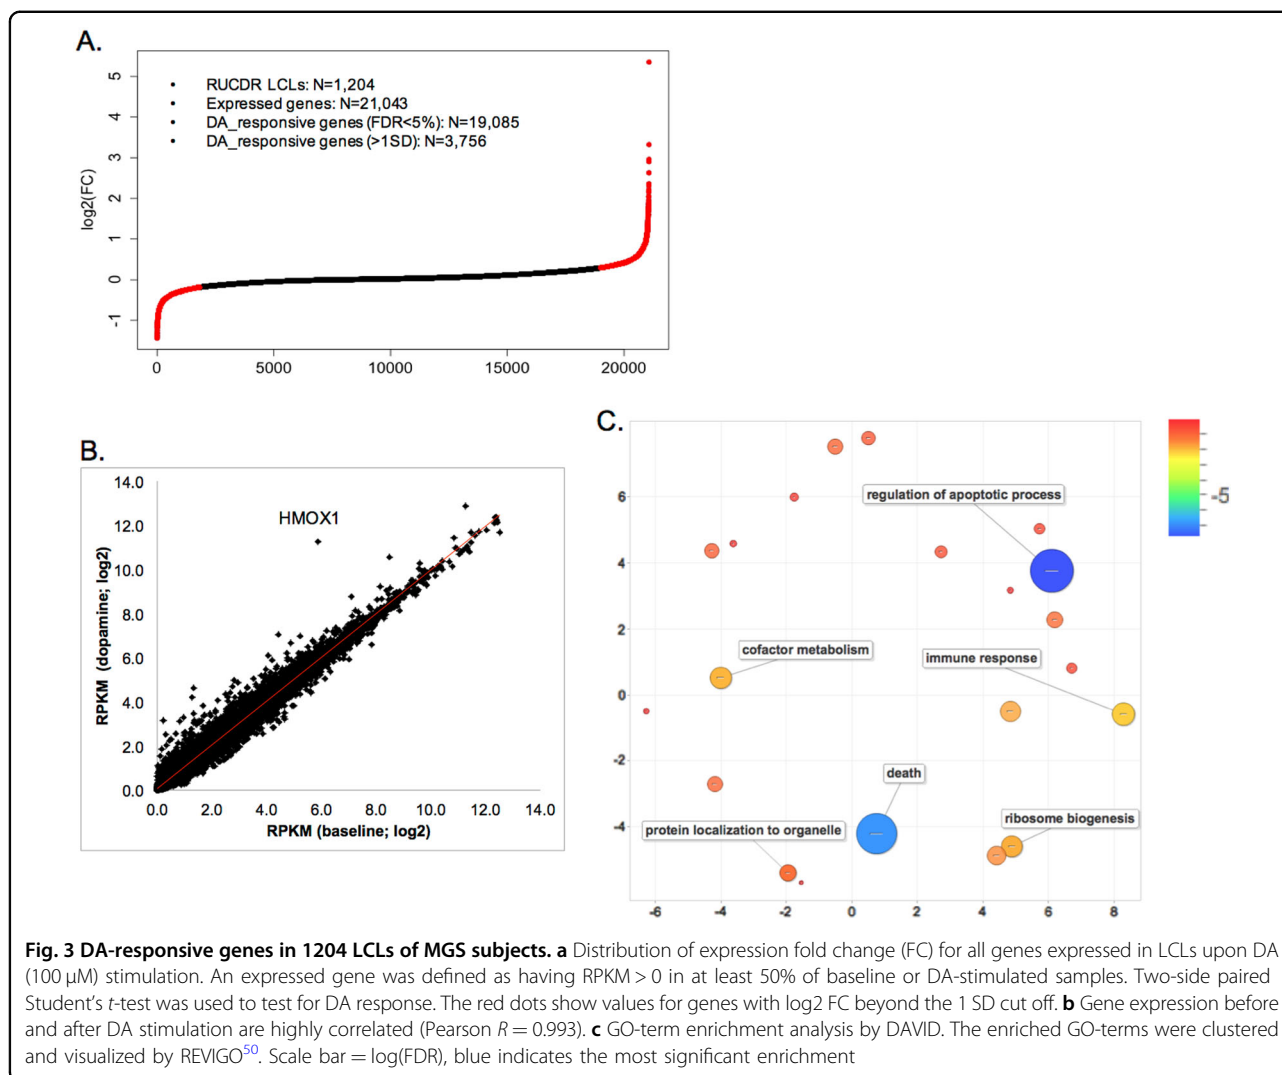 A.
log2(FC)
5
4
3
2
1
0
-1
• RUCDR LCLs: N=1,204
• Expressed genes: N=21,043
• DA_responsive genes (FDR<5%): N=19,085
• DA_responsive genes (>1SD): N=3,756
0 5000 10000 15000 20000
B.
RPKM (dopamine; log2)
14.0
12.0
10.0
8.0
6.0
4.0
2.0
0.0
HMOX1
0.0 2.0 4.0 6.0 8.0 10.0 12.0 14.0
RPKM (baseline; log2)
C.
6
4
2
0
-2
-4
regulation of apoptotic process
cofactor metabolism
immune response
death
protein localization to organelle
ribosome biogenesis
-6 -4 -2 0 2 4 6 8
-5
Fig. 3 DA-responsive genes in 1204 LCLs of MGS subjects. a Distribution of expression fold change (FC) for all genes expressed in LCLs upon DA
(100 µM) stimulation. An expressed gene was defined as having RPKM > 0 in at least 50% of baseline or DA-stimulated samples. Two-side paired
Student's t-test was used to test for DA response. The red dots show values for genes with log2 FC beyond the 1 SD cut off. b Gene expression before
and after DA stimulation are highly correlated (Pearson R = 0.993). c GO-term enrichment analysis by DAVID. The enriched GO-terms were clustered
and visualized by REVIGO50. Scale bar = log(FDR), blue indicates the most significant enrichment